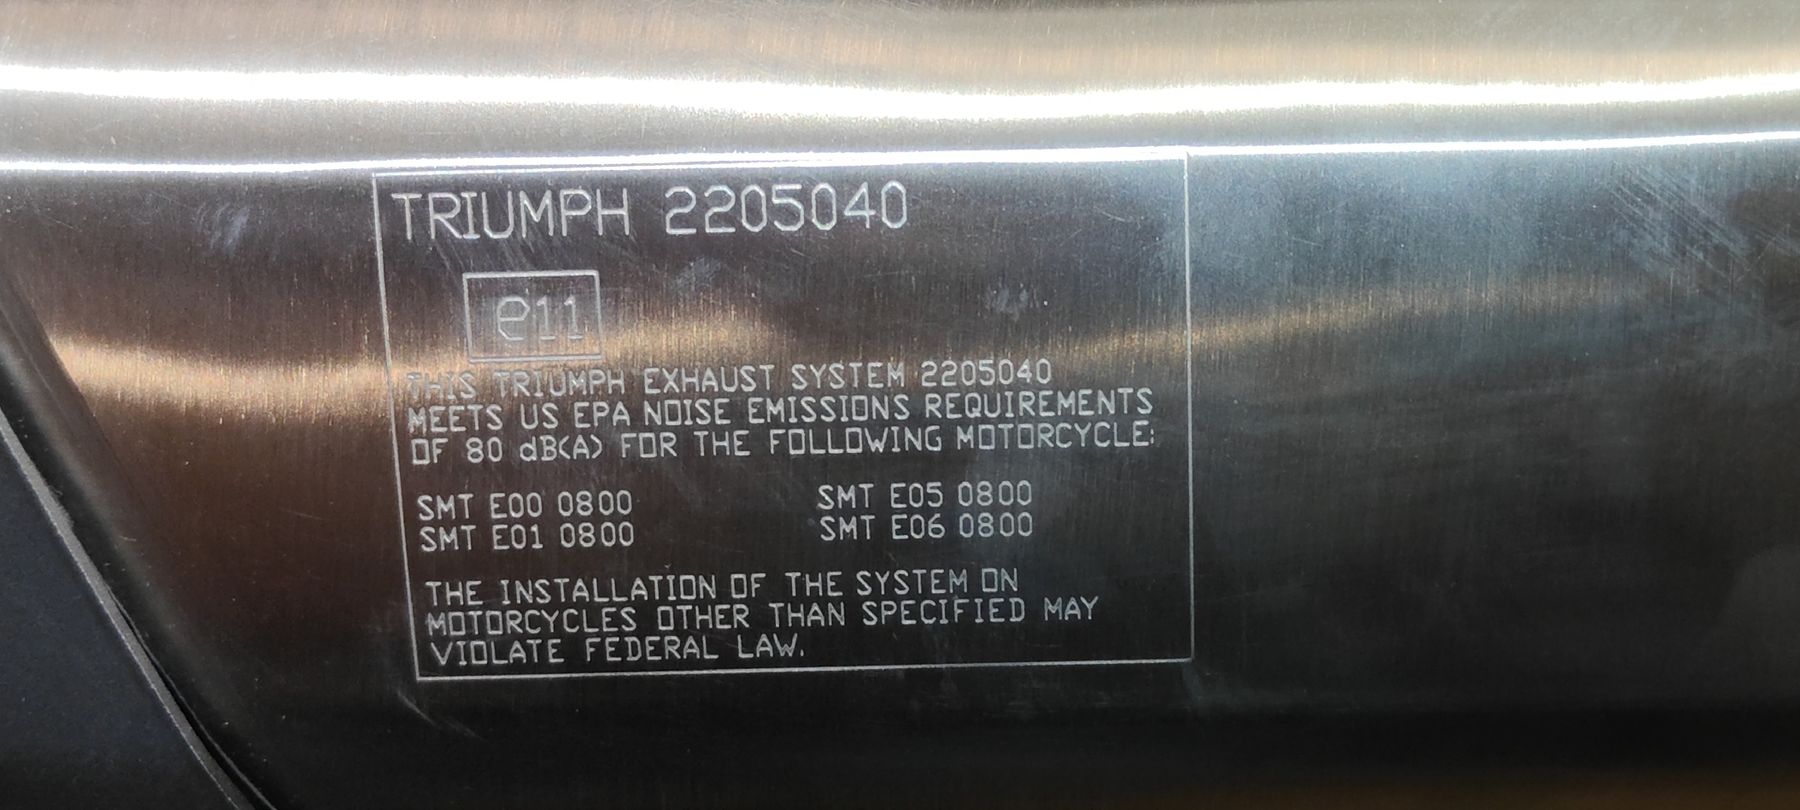 TRIUMPH 2205040
e11
THIS TRIUMPH EXHAUST SYSTEM 2205040
MEETS US EPA NOISE EMISSIONS REQUIREMENTS
OF 80 dB(A) FOR THE FOLLOWING MOTORCYCLE:
SMT E00 0800 SMT E05 0800
SMT E01 0800 SMT E06 0800
THE INSTALLATION OF THE SYSTEM ON
MOTORCYCLES OTHER THAN SPECIFIED MAY
VIOLATE FEDERAL LAW.